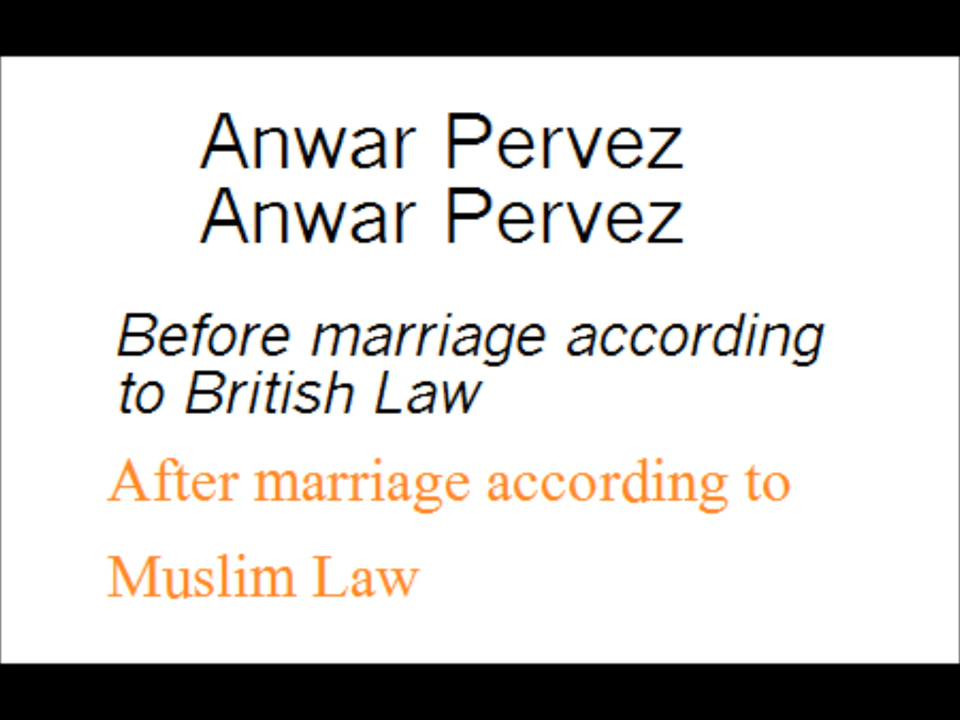 Anwar Pervez
Anwar Pervez
Before marriage according
to British Law
After marriage according to
Muslim Law